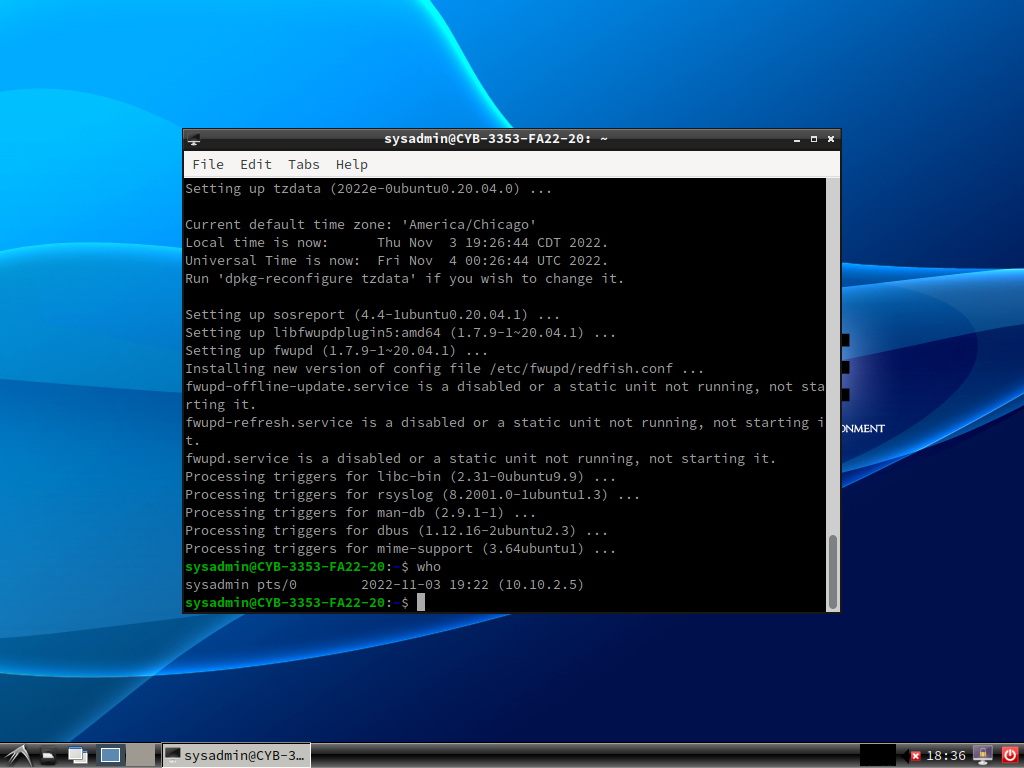 sysadmin@CYB-3353-FA22-20: ~
File Edit Tabs Help
Setting up tzdata (2022e-0ubuntu0.20.04.0) ...
Current default time zone: 'America/Chicago'
Local time is now:      Thu Nov  3 19:26:44 CDT 2022.
Universal Time is now:  Fri Nov  4 00:26:44 UTC 2022.
Run 'dpkg-reconfigure tzdata' if you wish to change it.
Setting up sosreport (4.4-1ubuntu0.20.04.1) ...
Setting up libfwupdplugin5:amd64 (1.7.9-1~20.04.1) ...
Setting up fwupd (1.7.9-1~20.04.1) ...
Installing new version of config file /etc/fwupd/redfish.conf ...
fwupd-offline-update.service is a disabled or a static unit not running, not sta
rting it.
fwupd-refresh.service is a disabled or a static unit not running, not starting i
t.
fwupd.service is a disabled or a static unit not running, not starting it.
Processing triggers for libc-bin (2.31-0ubuntu9.9) ...
Processing triggers for rsyslog (8.2001.0-1ubuntu1.3) ...
Processing triggers for man-db (2.9.1-1) ...
Processing triggers for dbus (1.12.16-2ubuntu2.3) ...
Processing triggers for mime-support (3.64ubuntu1) ...
sysadmin@CYB-3353-FA22-20:~$ who
sysadmin pts/0        2022-11-03 19:22 (10.10.2.5)
sysadmin@CYB-3353-FA22-20:~$
ONMENT
sysadmin@CYB-3... 18:36